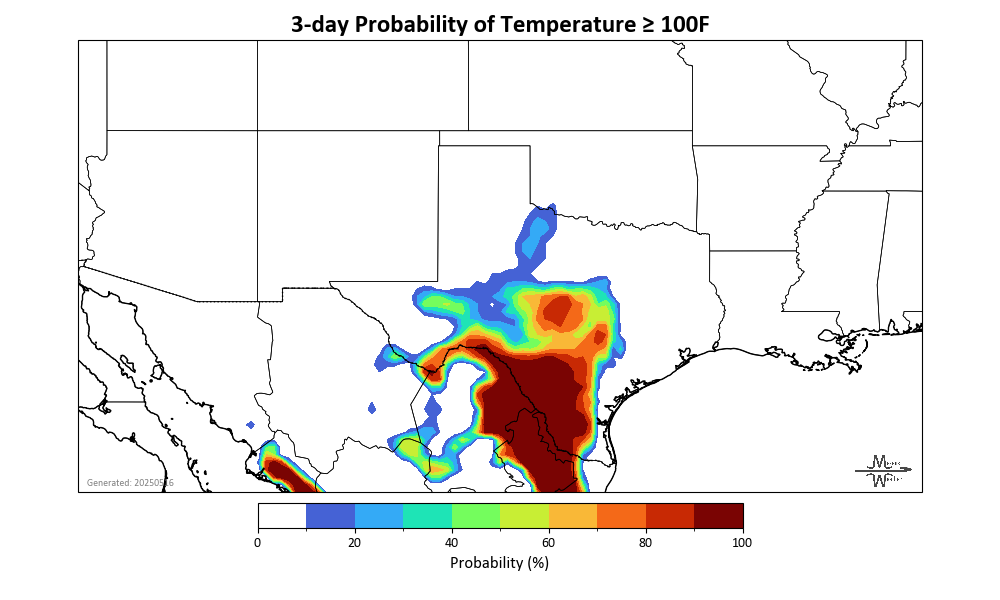 3-day Probability of Temperature ≥ 100F
Generated: 20250516
0 20 40 60 80 100
Probability (%)